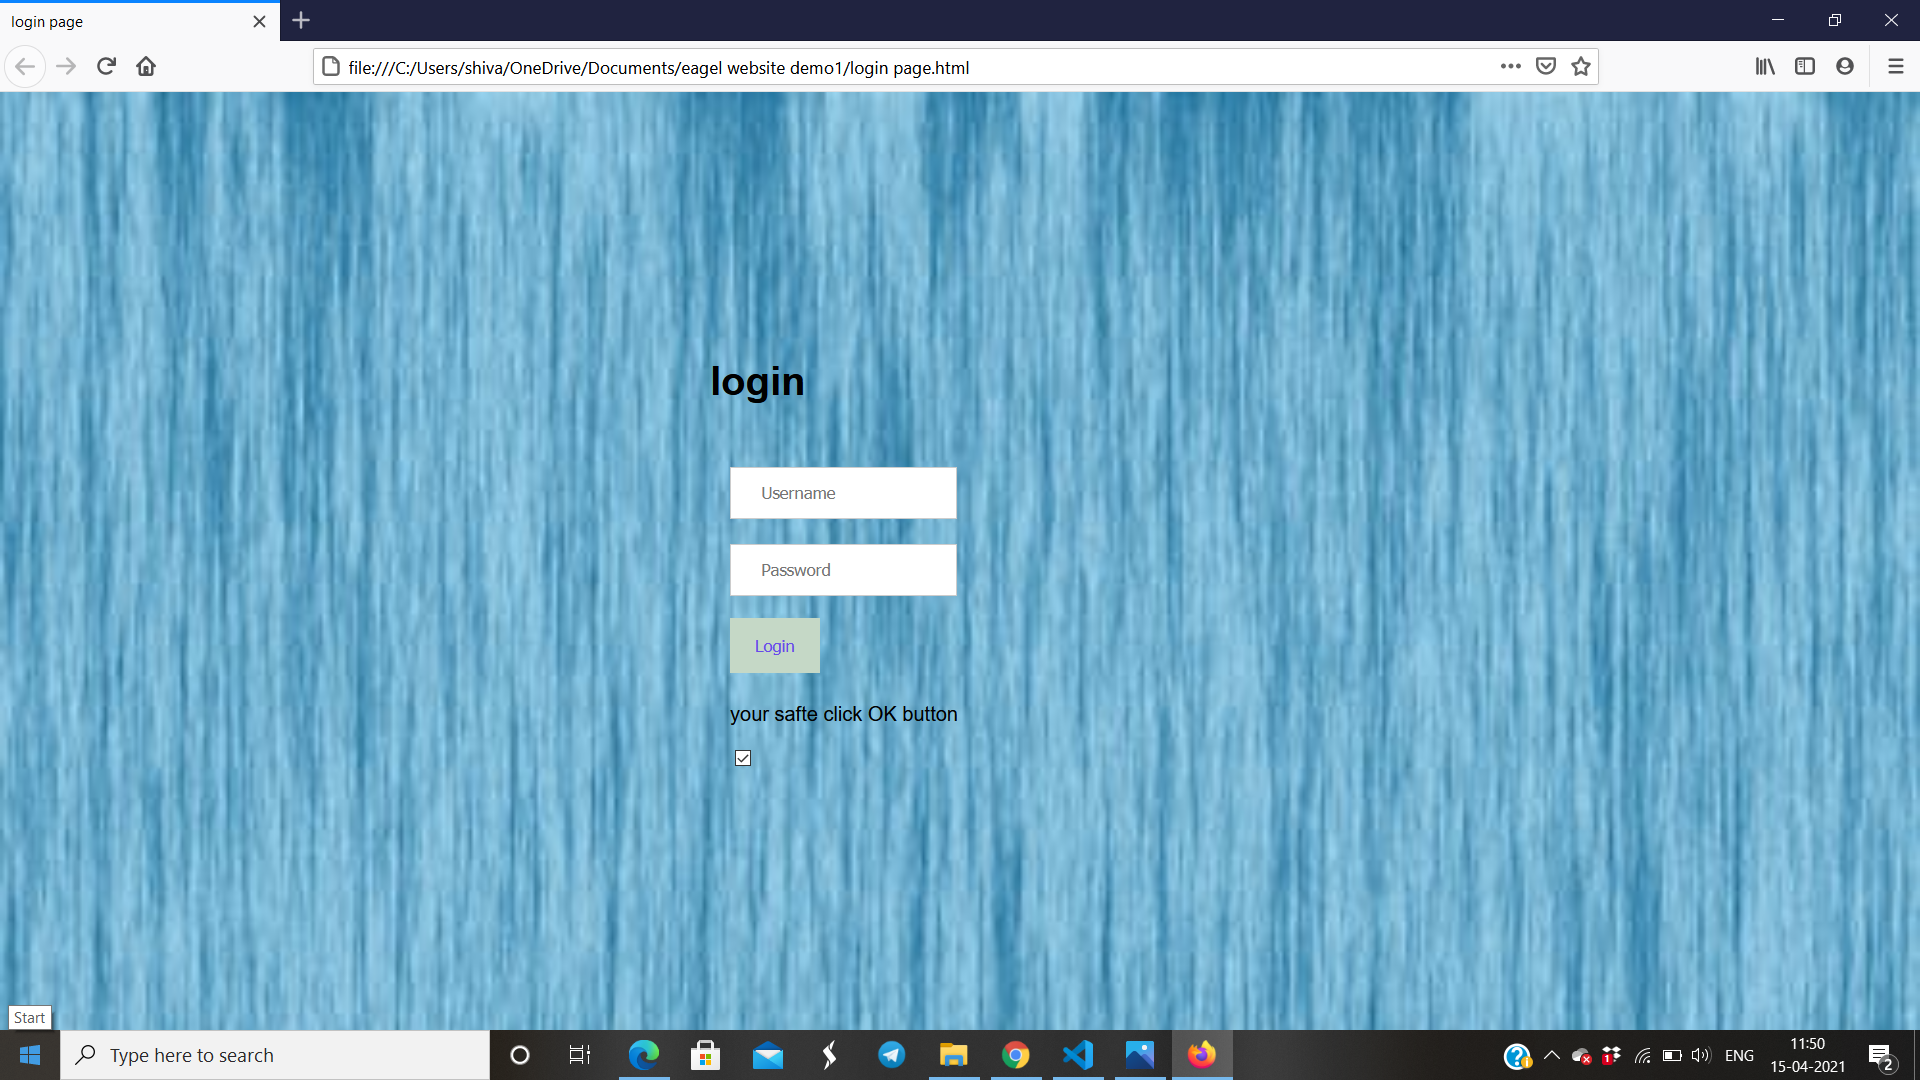 login page
file:///C:/Users/shiva/OneDrive/Documents/eagel website demo1/login page.html
login
Username
Password
Login
your safte click OK button
Start
Type here to search
1
ENG
11:50
15-04-2021
2